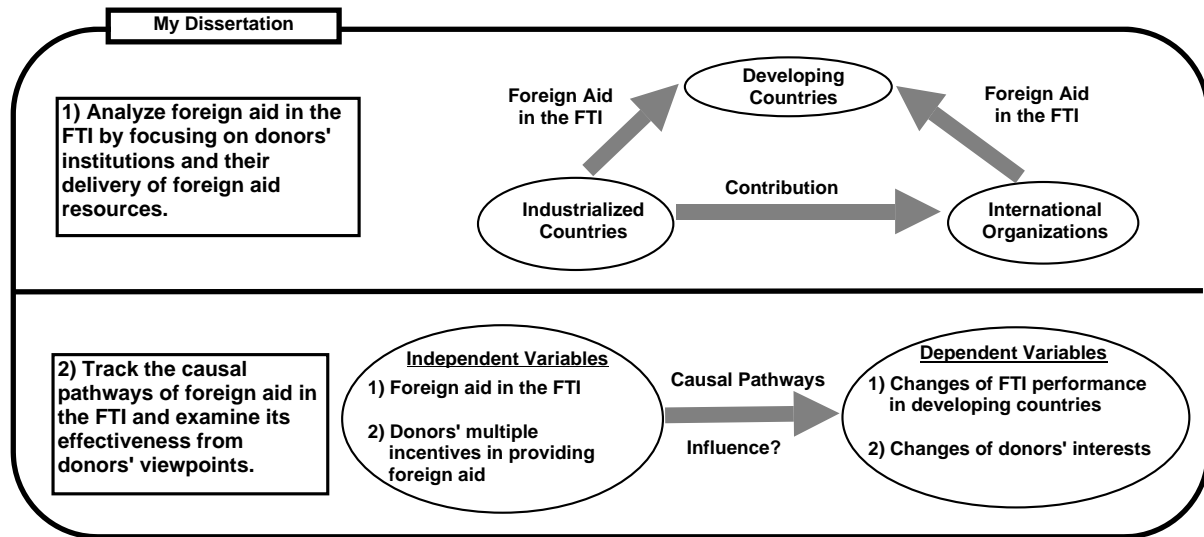 My Dissertation
1) Analyze foreign aid in the
FTI by focusing on donors'
institutions and their
delivery of foreign aid
resources.
Developing
Countries
Foreign Aid
in the FTI
Foreign Aid
in the FTI
Contribution
Industrialized
Countries
International
Organizations
2) Track the causal
pathways of foreign aid in
the FTI and examine its
effectiveness from
donors' viewpoints.
Independent Variables
1) Foreign aid in the FTI
2) Donors' multiple
incentives in providing
foreign aid
Causal Pathways
Influence?
Dependent Variables
1) Changes of FTI performance
in developing countries
2) Changes of donors' interests